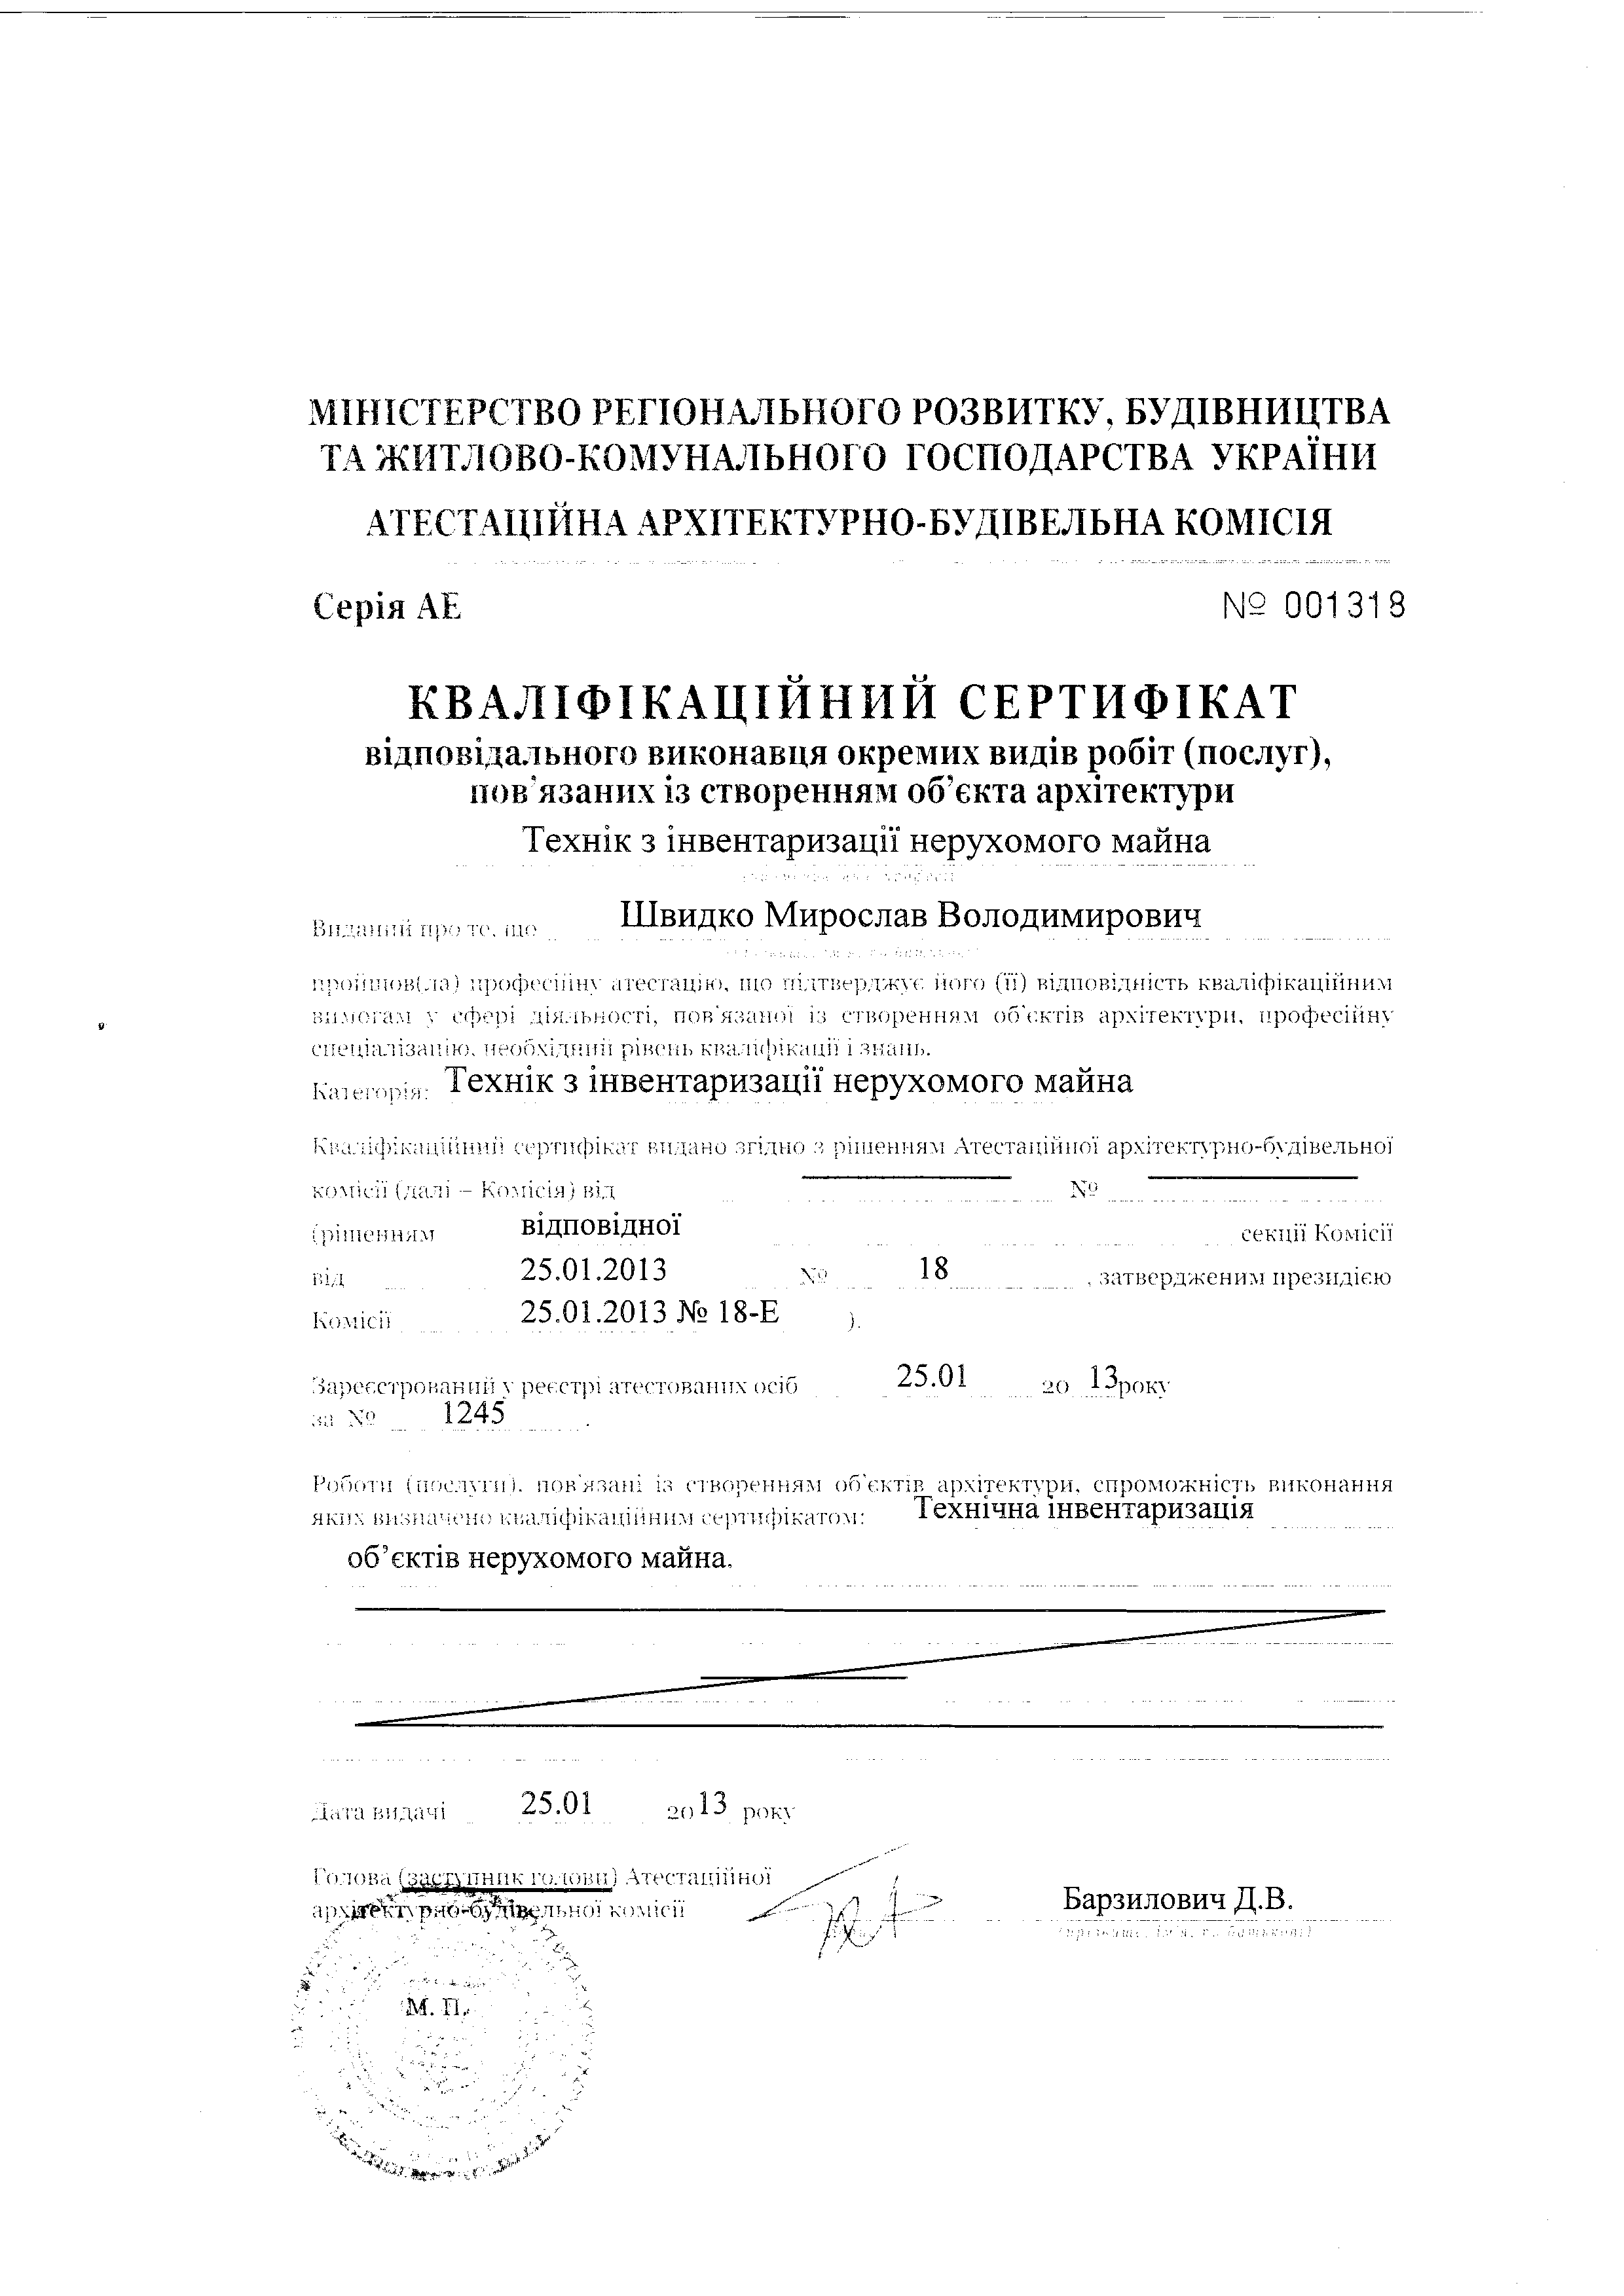 МІНІСТЕРСТВО РЕГІОНАЛЬНОГО РОЗВИТКУ, БУДІВНИЦТВА
ТА ЖИТЛОВО-КОМУНАЛЬНОГО ГОСПОДАРСТВА УКРАЇНИ
АТЕСТАЦІЙНА АРХІТЕКТУРНО-БУДІВЕЛЬНА КОМІСІЯ
Серія АЕ № 001318
КВАЛІФІКАЦІЙНИЙ СЕРТИФІКАТ
відповідального виконавця окремих видів робіт (послуг),
пов'язаних із створенням об'єкта архітектури
Технік з інвентаризації нерухомого майна
Виданий про те, що Швидко Мирослав Володимирович
пройшов(ла) професійну атестацію, що підтверджує його (її) відповідність кваліфікаційним
вимогам у сфері діяльності, пов'язаної із створенням об'єктів архітектури, професійну
спеціалізацію, необхідний рівень кваліфікації і знань.
Категорія: Технік з інвентаризації нерухомого майна
Кваліфікаційний сертифікат видано згідно з рішенням Атестаційної архітектурно-будівельної
комісії (далі – Комісія) від №
(рішенням відповідної секції Комісії
від 25.01.2013 № 18 , затвердженим президією
Комісії 25.01.2013 № 18-Е ).
Зареєстрований у реєстрі атестованих осіб 25.01 20 13 року
за № 1245 .
Роботи (послуги), пов'язані із створенням об'єктів архітектури, спроможність виконання
яких визначено кваліфікаційним сертифікатом: Технічна інвентаризація
об'єктів нерухомого майна.
Дата видачі 25.01 2013 року
Голова (заступник голови) Атестаційної
архітектурно-будівельної комісії Барзилович Д.В.
(прізвище, ім'я, по батькові)
М. П.